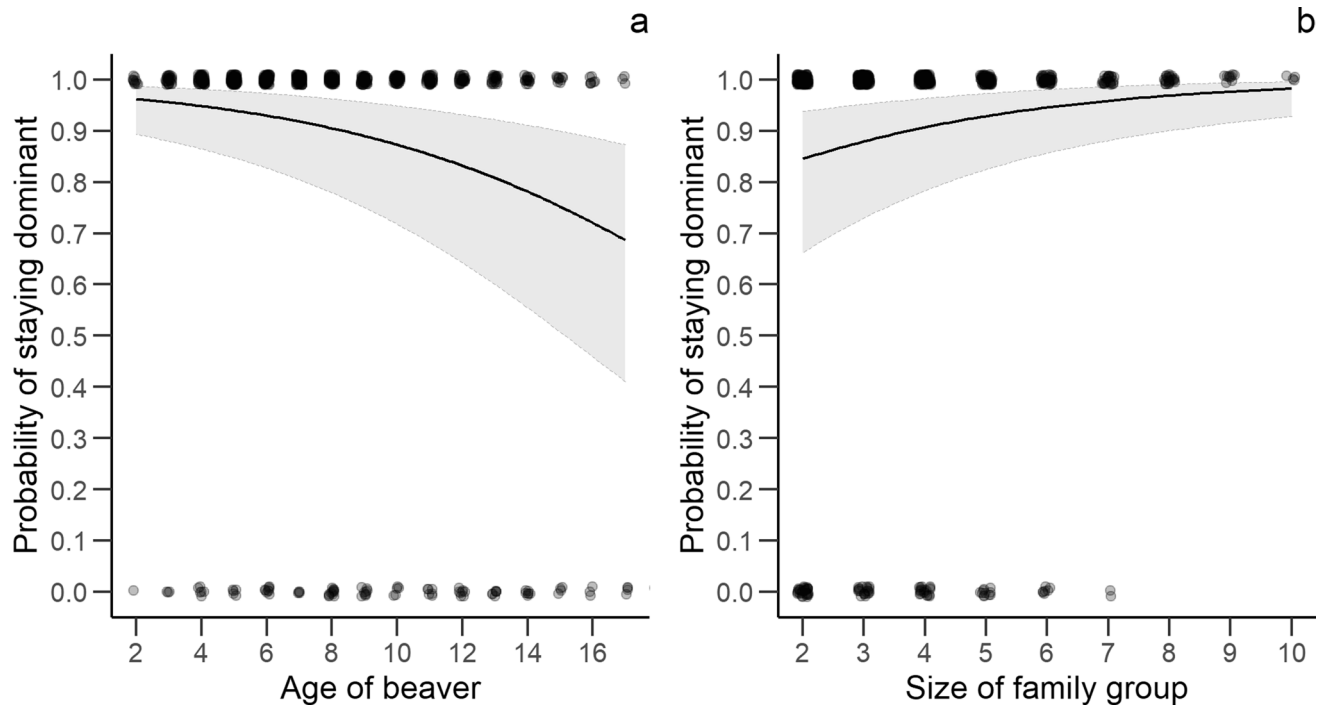 a
Probability of staying dominant
1.0
0.9
0.8
0.7
0.6
0.5
0.4
0.3
0.2
0.1
0.0
2 4 6 8 10 12 14 16
Age of beaver
b
Probability of staying dominant
1.0
0.9
0.8
0.7
0.6
0.5
0.4
0.3
0.2
0.1
0.0
2 3 4 5 6 7 8 9 10
Size of family group